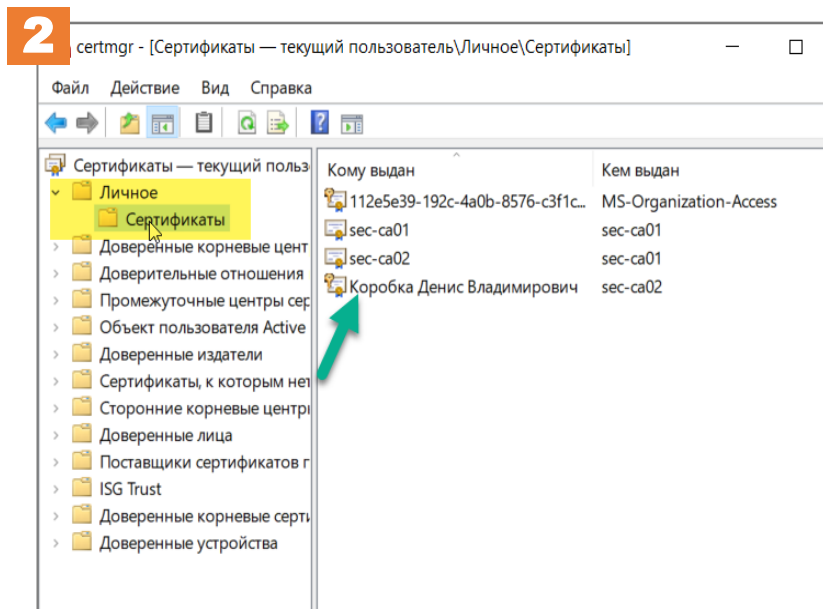 2
certmgr - [Сертификаты — текущий пользователь\Личное\Сертификаты]
Файл Действие Вид Справка
Сертификаты — текущий польз
Личное
Сертификаты
Доверенные корневые цент
Доверительные отношения
Промежуточные центры сер
Объект пользователя Active
Доверенные издатели
Сертификаты, к которым нет
Сторонние корневые центры
Доверенные лица
Поставщики сертификатов г
ISG Trust
Доверенные корневые серти
Доверенные устройства
Кому выдан Кем выдан
112e5e39-192c-4a0b-8576-c3f1c... MS-Organization-Access
sec-ca01 sec-ca01
sec-ca02 sec-ca01
Коробка Денис Владимирович sec-ca02